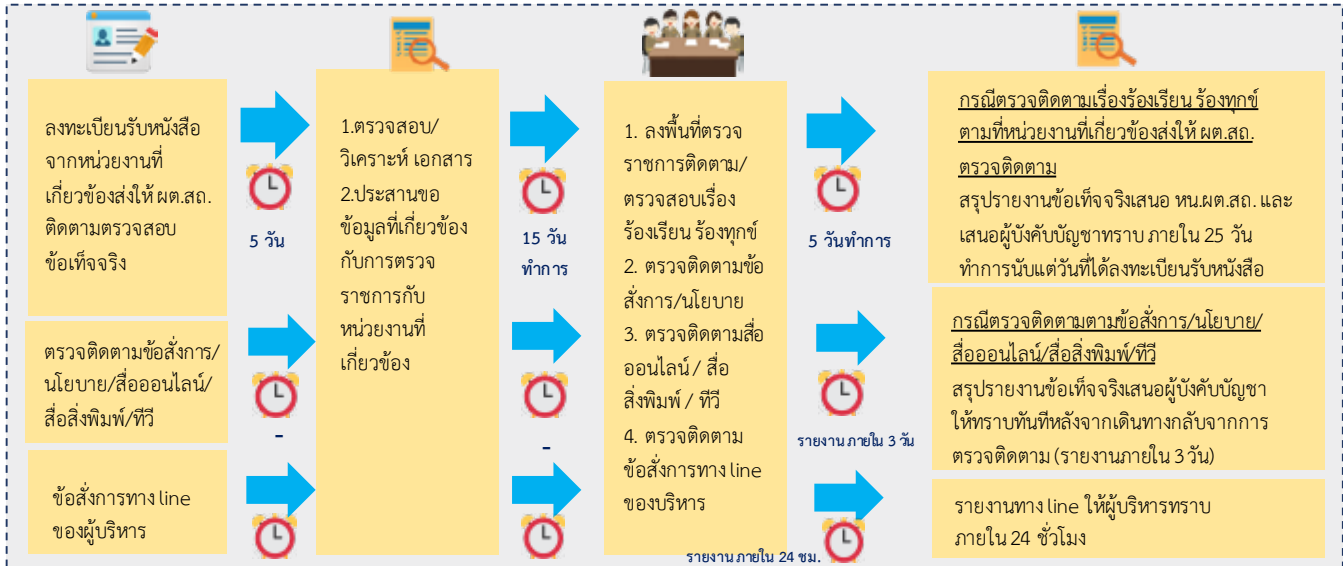 ลงทะเบียนรับหนังสือ
จากหน่วยงานที่
เกี่ยวข้องส่งให้ ผต.สถ.
ติดตามตรวจสอบ
ข้อเท็จจริง
5 วัน
1.ตรวจสอบ/
วิเคราะห์ เอกสาร
2.ประสานขอ
ข้อมูลที่เกี่ยวข้อง
กับการตรวจ
ราชการกับ
หน่วยงานที่
เกี่ยวข้อง
15 วัน
ทำการ
1. ลงพื้นที่ตรวจ
ราชการติดตาม/
ตรวจสอบเรื่อง
ร้องเรียน ร้องทุกข์
2. ตรวจติดตามข้อ
สั่งการ/นโยบาย
3. ตรวจติดตามสื่อ
ออนไลน์ / สื่อ
สิ่งพิมพ์ / ทีวี
4. ตรวจติดตาม
ข้อสั่งการทาง line
ของบริหาร
5 วันทำการ
กรณีตรวจติดตามเรื่องร้องเรียน ร้องทุกข์
ตามที่หน่วยงานที่เกี่ยวข้องส่งให้ ผต.สถ.
ตรวจติดตาม
สรุปรายงานข้อเท็จจริงเสนอ หน.ผต.สถ. และ
เสนอผู้บังคับบัญชาทราบ ภายใน 25 วัน
ทำการนับแต่วันที่ได้ลงทะเบียนรับหนังสือ
ตรวจติดตามข้อสั่งการ/
นโยบาย/สื่อออนไลน์/
สื่อสิ่งพิมพ์/ทีวี
-
-
รายงาน ภายใน 3 วัน
กรณีตรวจติดตามตามข้อสั่งการ/นโยบาย/
สื่อออนไลน์/สื่อสิ่งพิมพ์/ทีวี
สรุปรายงานข้อเท็จจริงเสนอผู้บังคับบัญชา
ให้ทราบทันทีหลังจากเดินทางกลับจากการ
ตรวจติดตาม (รายงานภายใน 3 วัน)
ข้อสั่งการทาง line
ของผู้บริหาร
รายงาน ภายใน 24 ชม.
รายงานทาง line ให้ผู้บริหารทราบ
ภายใน 24 ชั่วโมง